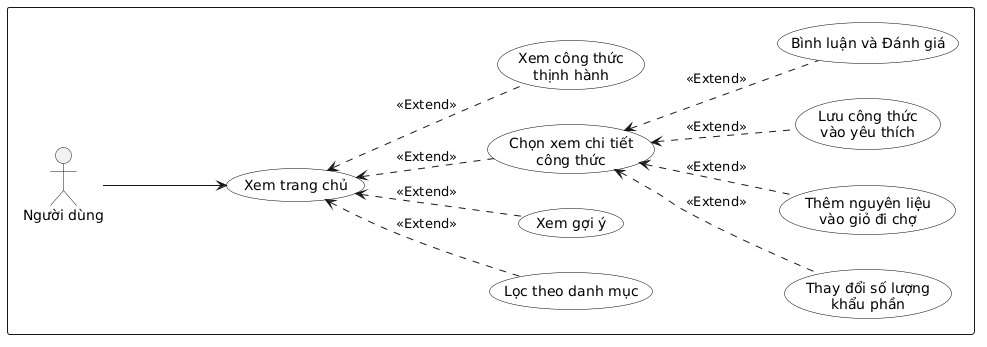 Bình luận và Đánh giá
Xem công thức
thịnh hành
«Extend»
«Extend»
Lưu công thức
vào yêu thích
«Extend»
Chọn xem chi tiết
công thức
«Extend»
«Extend»
Xem trang chủ
Thêm nguyên liệu
vào giỏ đi chợ
«Extend»
«Extend»
Người dùng
Xem gợi ý
«Extend»
Lọc theo danh mục
Thay đổi số lượng
khẩu phần